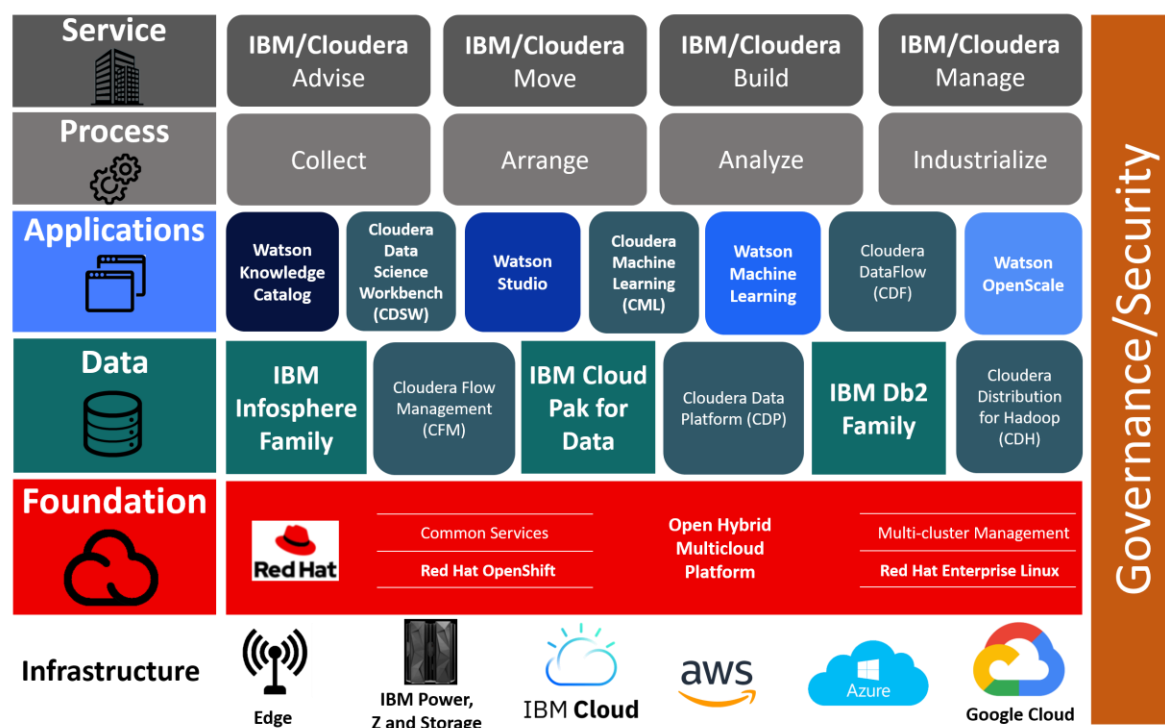 Service
IBM/Cloudera
Advise
IBM/Cloudera
Move
IBM/Cloudera
Build
IBM/Cloudera
Manage
Process
Collect
Arrange
Analyze
Industrialize
Applications
Watson
Knowledge
Catalog
Cloudera
Data
Science
Workbench
(CDSW)
Watson
Studio
Cloudera
Machine
Learning
(CML)
Watson
Machine
Learning
Cloudera
DataFlow
(CDF)
Watson
OpenScale
Data
IBM
Infosphere
Family
Cloudera Flow
Management
(CFM)
IBM Cloud
Pak for
Data
Cloudera Data
Platform (CDP)
IBM Db2
Family
Cloudera
Distribution
for Hadoop
(CDH)
Foundation
Red Hat
Common Services
Red Hat OpenShift
Open Hybrid
Multicloud
Platform
Multi-cluster Management
Red Hat Enterprise Linux
Infrastructure
Edge
IBM Power,
Z and Storage
IBM Cloud
aws
Azure
Google Cloud
Governance/Security